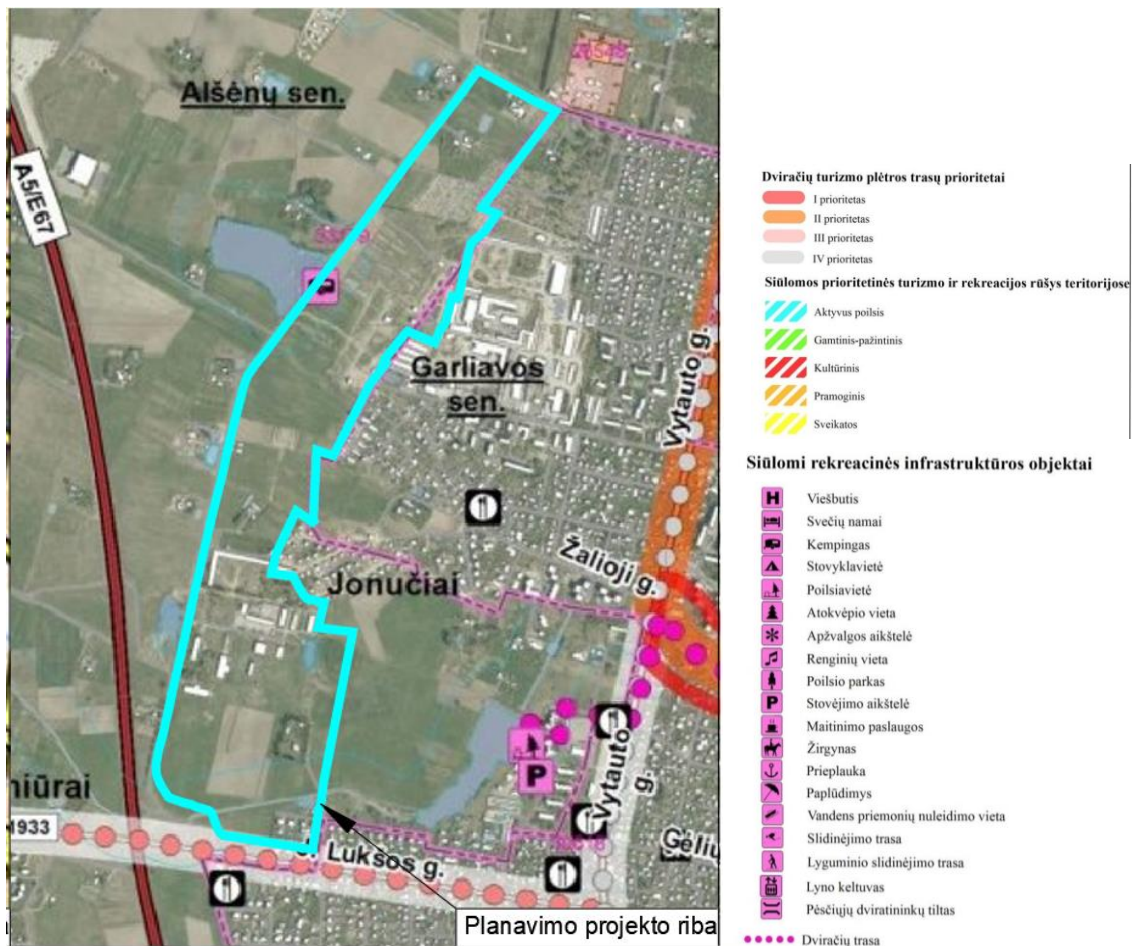 Alšėnų sen.
A5/E67
Garliavos
sen.
Vytauto g.
Žalioji g.
Jonučiai
Vytauto
g.
niūrai
1933
Luksos g.
Gėlių
Planavimo projekto riba
Dviračių turizmo plėtros trasų prioritetai
I prioritetas
II prioritetas
III prioritetas
IV prioritetas
Siūlomos prioritetinės turizmo ir rekreacijos rūšys teritorijose
Aktyvus poilsis
Gamtinis-pažintinis
Kultūrinis
Pramoginis
Sveikatos
Siūlomi rekreacinės infrastruktūros objektai
H Viešbutis
Svečių namai
Kempingas
Stovyklavietė
Poilsiavietė
Atokvėpio vieta
Apžvalgos aikštelė
Renginių vieta
Poilsio parkas
P Stovėjimo aikštelė
Maitinimo paslaugos
Žirgynas
Prieplauka
Paplūdimys
Vandens priemonių nuleidimo vieta
Slidinėjimo trasa
Lyguminio slidinėjimo trasa
Lyno keltuvas
Pėsčiųjų dviratininkų tiltas
Dviračių trasa
P